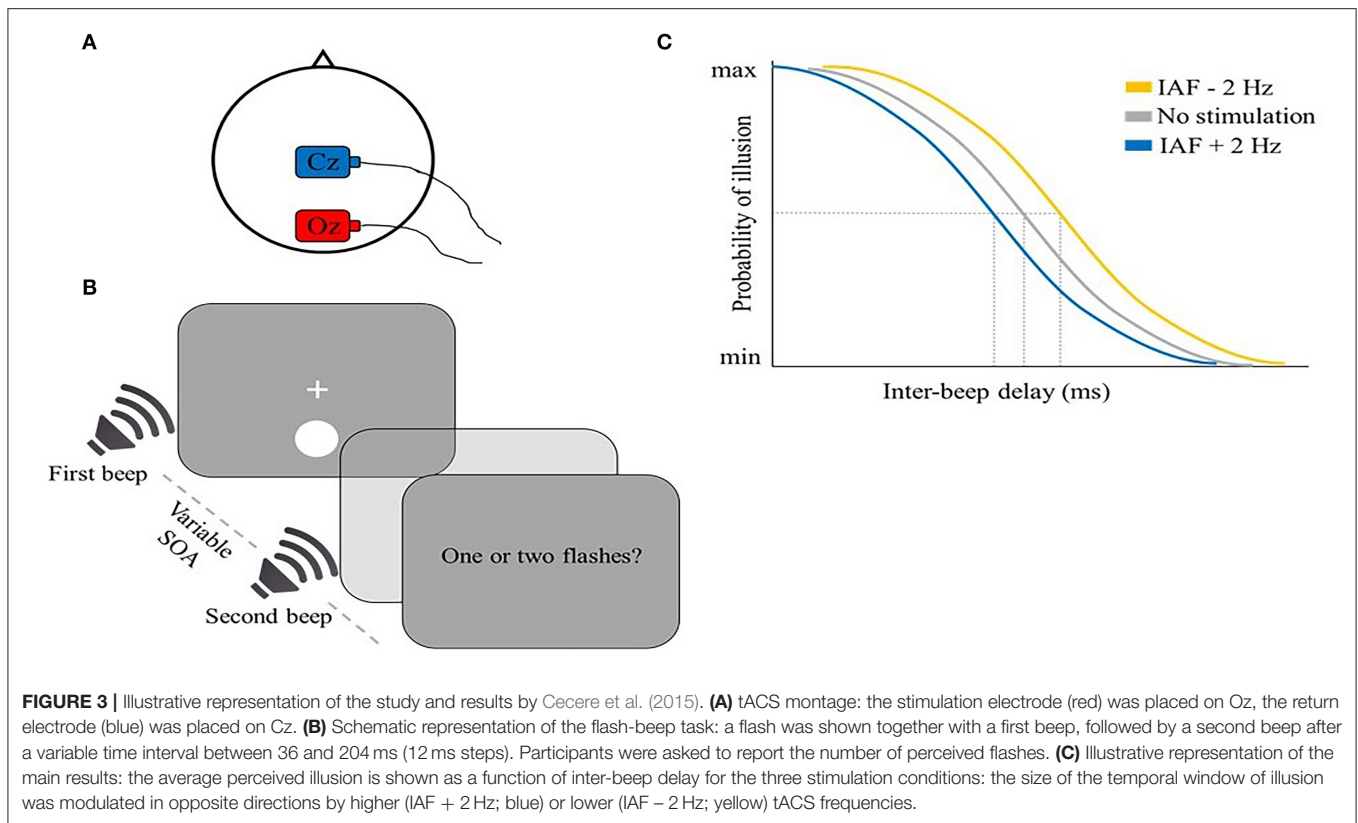 A
Cz
Oz
B
+
First beep
Variable
SOA
Second beep
One or two flashes?
C
max
Probability of illusion
min
Inter-beep delay (ms)
IAF - 2 Hz
No stimulation
IAF + 2 Hz
FIGURE 3 | Illustrative representation of the study and results by Cecere et al. (2015). (A) tACS montage: the stimulation electrode (red) was placed on Oz, the return
electrode (blue) was placed on Cz. (B) Schematic representation of the flash-beep task: a flash was shown together with a first beep, followed by a second beep after
a variable time interval between 36 and 204 ms (12 ms steps). Participants were asked to report the number of perceived flashes. (C) Illustrative representation of the
main results: the average perceived illusion is shown as a function of inter-beep delay for the three stimulation conditions: the size of the temporal window of illusion
was modulated in opposite directions by higher (IAF + 2 Hz; blue) or lower (IAF – 2 Hz; yellow) tACS frequencies.